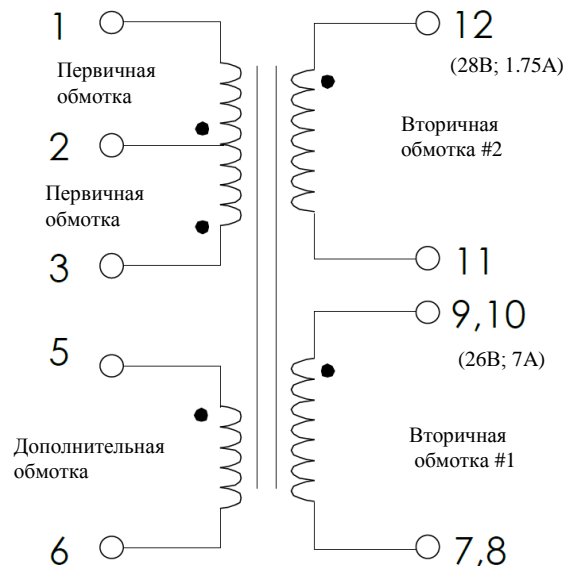 1
Первичная
обмотка
2
Первичная
обмотка
3
5
Дополнительная
обмотка
6
12
(28В; 1.75А)
Вторичная
обмотка #2
11
9,10
(26В; 7А)
Вторичная
обмотка #1
7,8